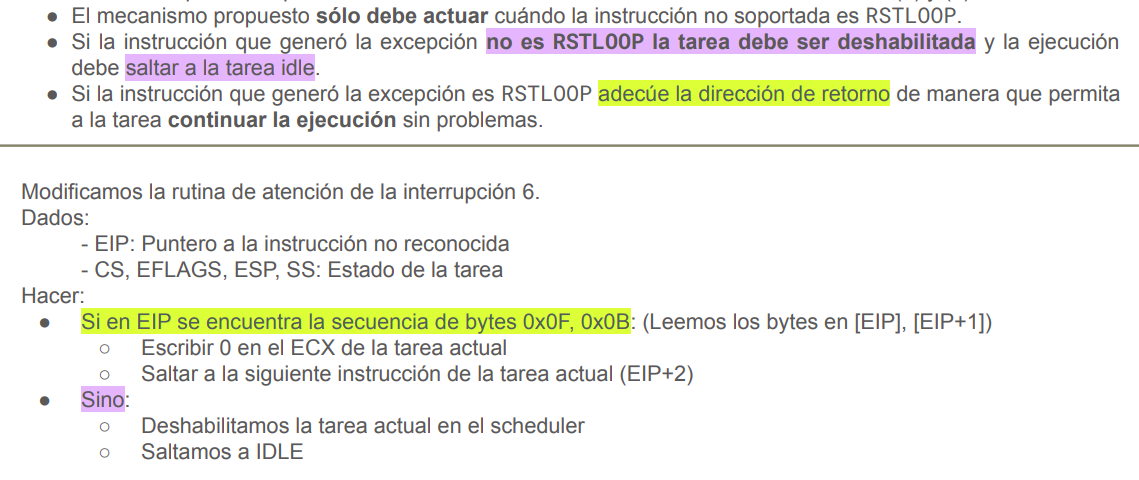 ● El mecanismo propuesto sólo debe actuar cuándo la instrucción no soportada es RSTL00P.
● Si la instrucción que generó la excepción no es RSTL00P la tarea debe ser deshabilitada y la ejecución
debe saltar a la tarea idle.
● Si la instrucción que generó la excepción es RSTL00P adecúe la dirección de retorno de manera que permita
a la tarea continuar la ejecución sin problemas.
Modificamos la rutina de atención de la interrupción 6.
Dados:
- EIP: Puntero a la instrucción no reconocida
- CS, EFLAGS, ESP, SS: Estado de la tarea
Hacer:
● Si en EIP se encuentra la secuencia de bytes 0x0F, 0x0B: (Leemos los bytes en [EIP], [EIP+1])
○ Escribir 0 en el ECX de la tarea actual
○ Saltar a la siguiente instrucción de la tarea actual (EIP+2)
● Sino:
○ Deshabilitamos la tarea actual en el scheduler
○ Saltamos a IDLE